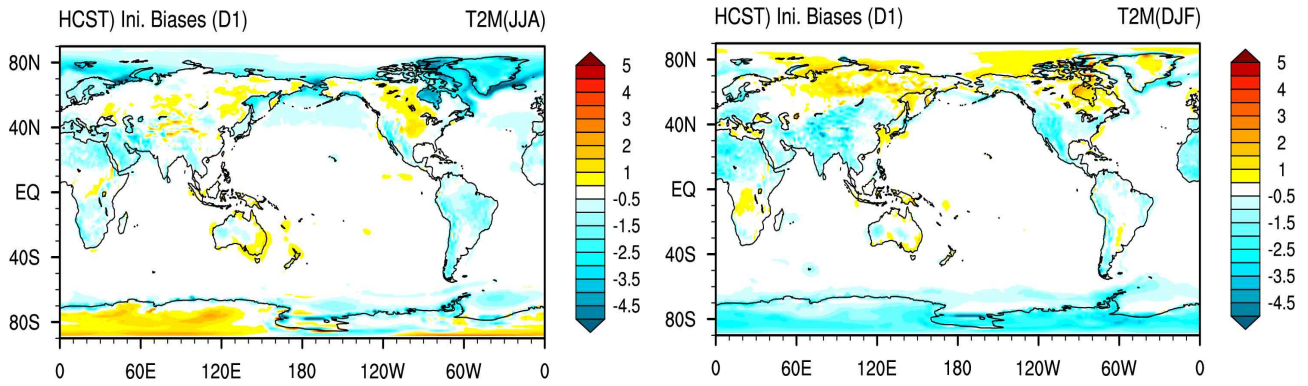 HCST) Ini. Biases (D1) T2M(JJA)
80N
40N
EQ
40S
80S
0 60E 120E 180 120W 60W 0
5
4
3
2
1
-0.5
-1.5
-2.5
-3.5
-4.5
HCST) Ini. Biases (D1) T2M(DJF)
80N
40N
EQ
40S
80S
0 60E 120E 180 120W 60W 0
5
4
3
2
1
-0.5
-1.5
-2.5
-3.5
-4.5